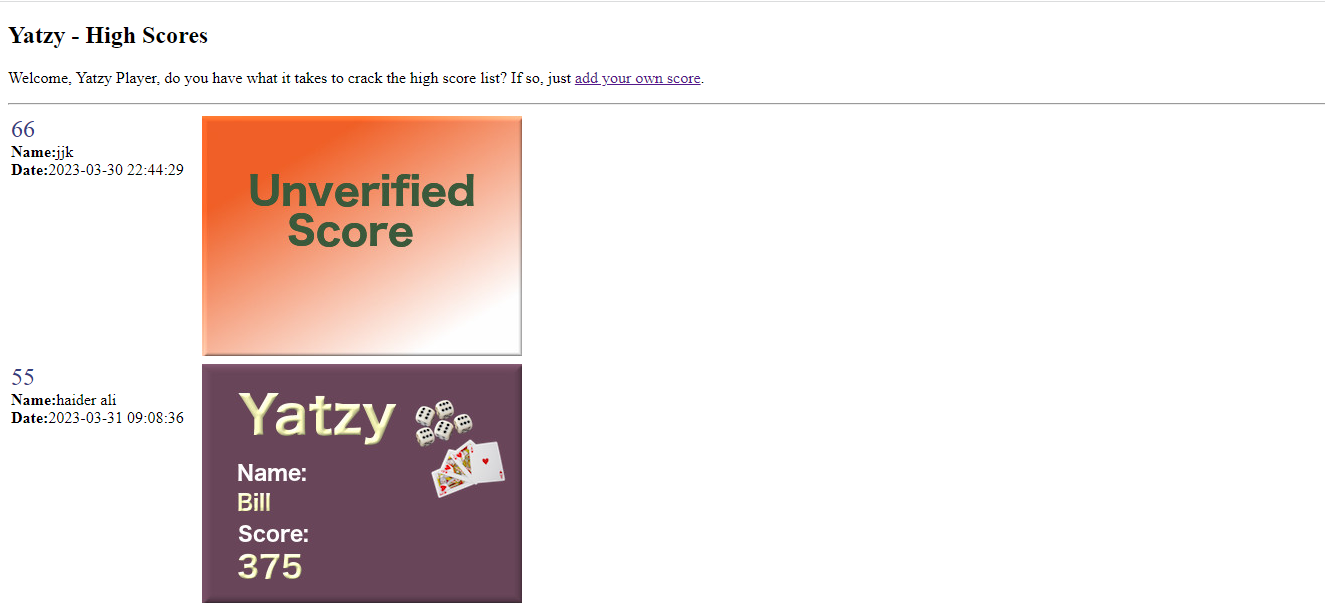 Yatzy - High Scores
Welcome, Yatzy Player, do you have what it takes to crack the high score list? If so, just add your own score.
66
Name:jjk
Date:2023-03-30 22:44:29
Unverified
Score
55
Name:haider ali
Date:2023-03-31 09:08:36
Yatzy
Name:
Bill
Score:
375